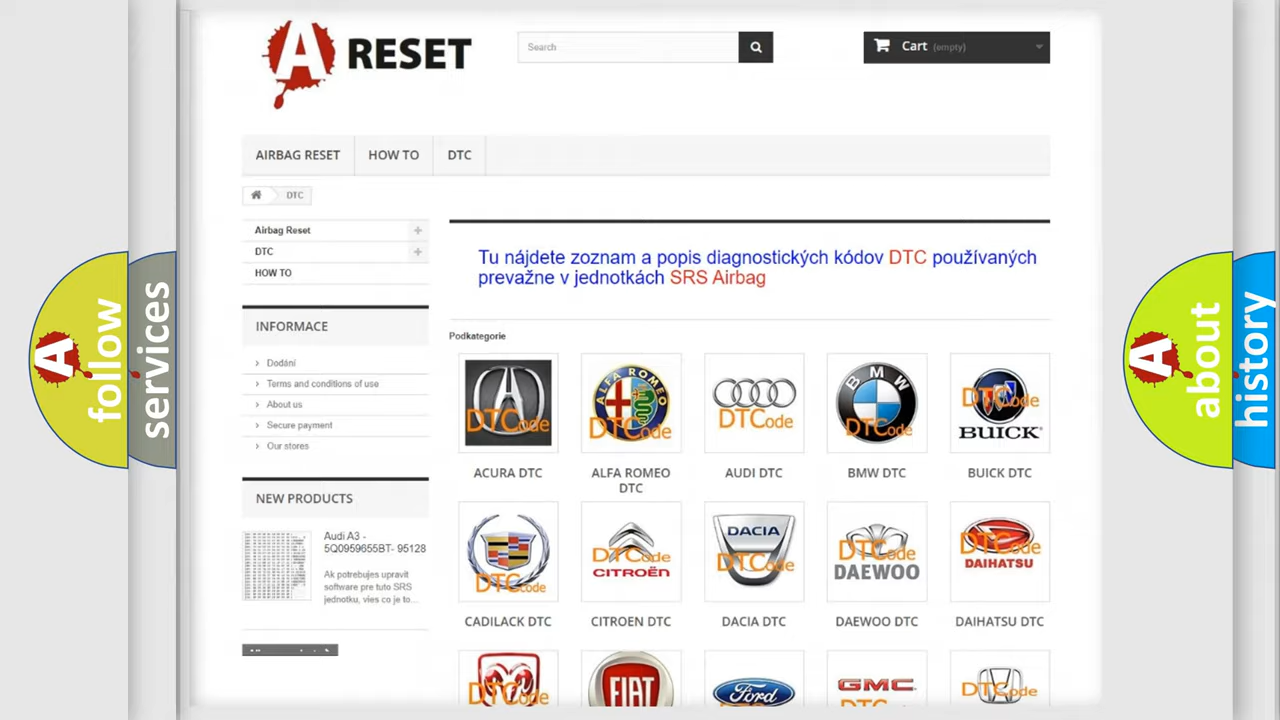 A RESET
Search
Cart (empty)
AIRBAG RESET
HOW TO
DTC
DTC
Airbag Reset
DTC
HOW TO
INFORMACE
Dodání
Terms and conditions of use
About us
Secure payment
Our stores
NEW PRODUCTS
Audi A3 -
5Q0959655BT- 95128
Ak potrebujes upravit
software pre tuto SRS
jednotku, vies co je to...
Tu nájdete zoznam a popis diagnostických kódov DTC používaných
prevažne v jednotkách SRS Airbag
Podkategorie
DTCode
ALFA ROMEO
DTCode
DTCode
BMW
DTCode
DTCode
BUICK
ACURA DTC
ALFA ROMEO
DTC
AUDI DTC
BMW DTC
BUICK DTC
DTCode
DTCode
CITROËN
DACIA
DTCode
DTCode
DAEWOO
DTCode
DAIHATSU
CADILACK DTC
CITROEN DTC
DACIA DTC
DAEWOO DTC
DAIHATSU DTC
DTCode
FIAT
Ford
GMC
DTCode
A follow
services
A about
history